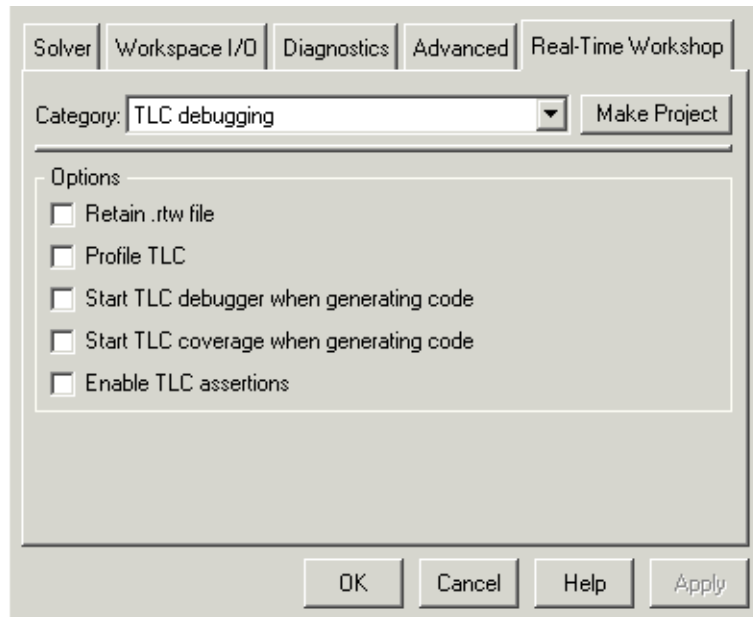 Solver Workspace I/O Diagnostics Advanced Real-Time Workshop
Category: TLC debugging Make Project
Options
Retain .rtw file
Profile TLC
Start TLC debugger when generating code
Start TLC coverage when generating code
Enable TLC assertions
OK Cancel Help Apply